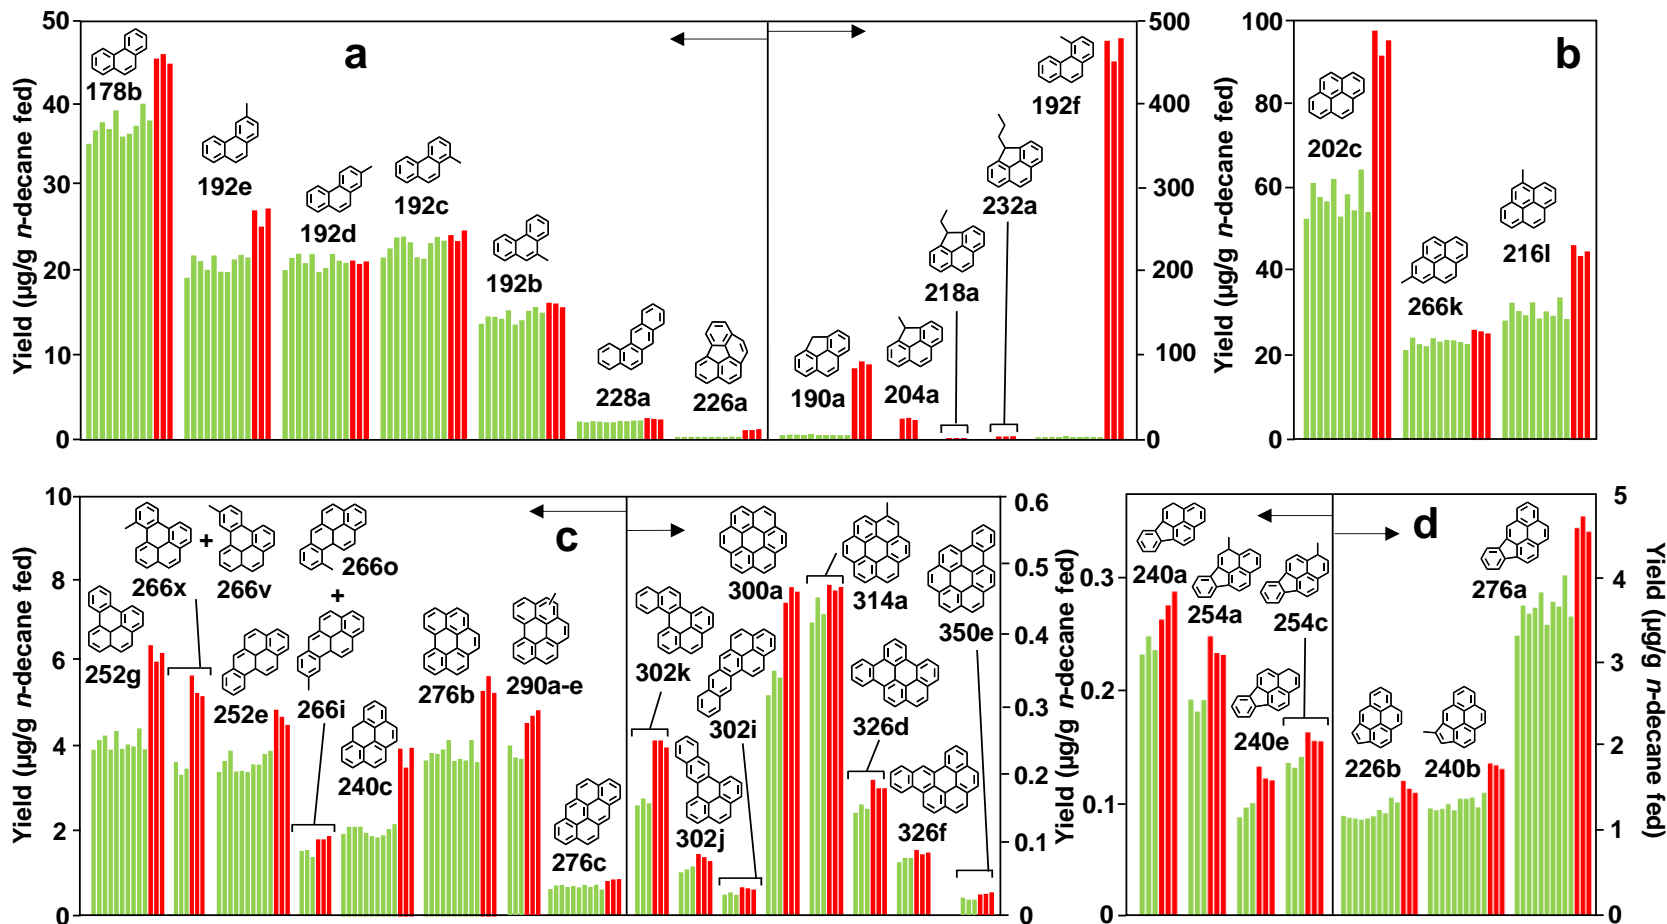 a
Yield (µg/g n-decane fed)
50
40
30
20
10
0
178b
192e
192d
192c
192b
228a
226a
190a
204a
218a
232a
192f
500
400
300
200
100
0
b
Yield (µg/g n-decane fed)
100
80
60
40
20
0
202c
266k
216l
c
Yield (µg/g n-decane fed)
10
8
6
4
2
0
252g
266x
+
266v
266o
+
252e
266i
240c
276b
290a-e
276c
302k
302j
302i
300a
314a
326d
326f
350e
0.6
0.5
0.4
0.3
0.2
0.1
0
Yield (µg/g n-decane fed)
d
0.3
0.2
0.1
0
240a
254a
254c
240e
226b
240b
276a
5
4
3
2
1
0
Yield (µg/g n-decane fed)